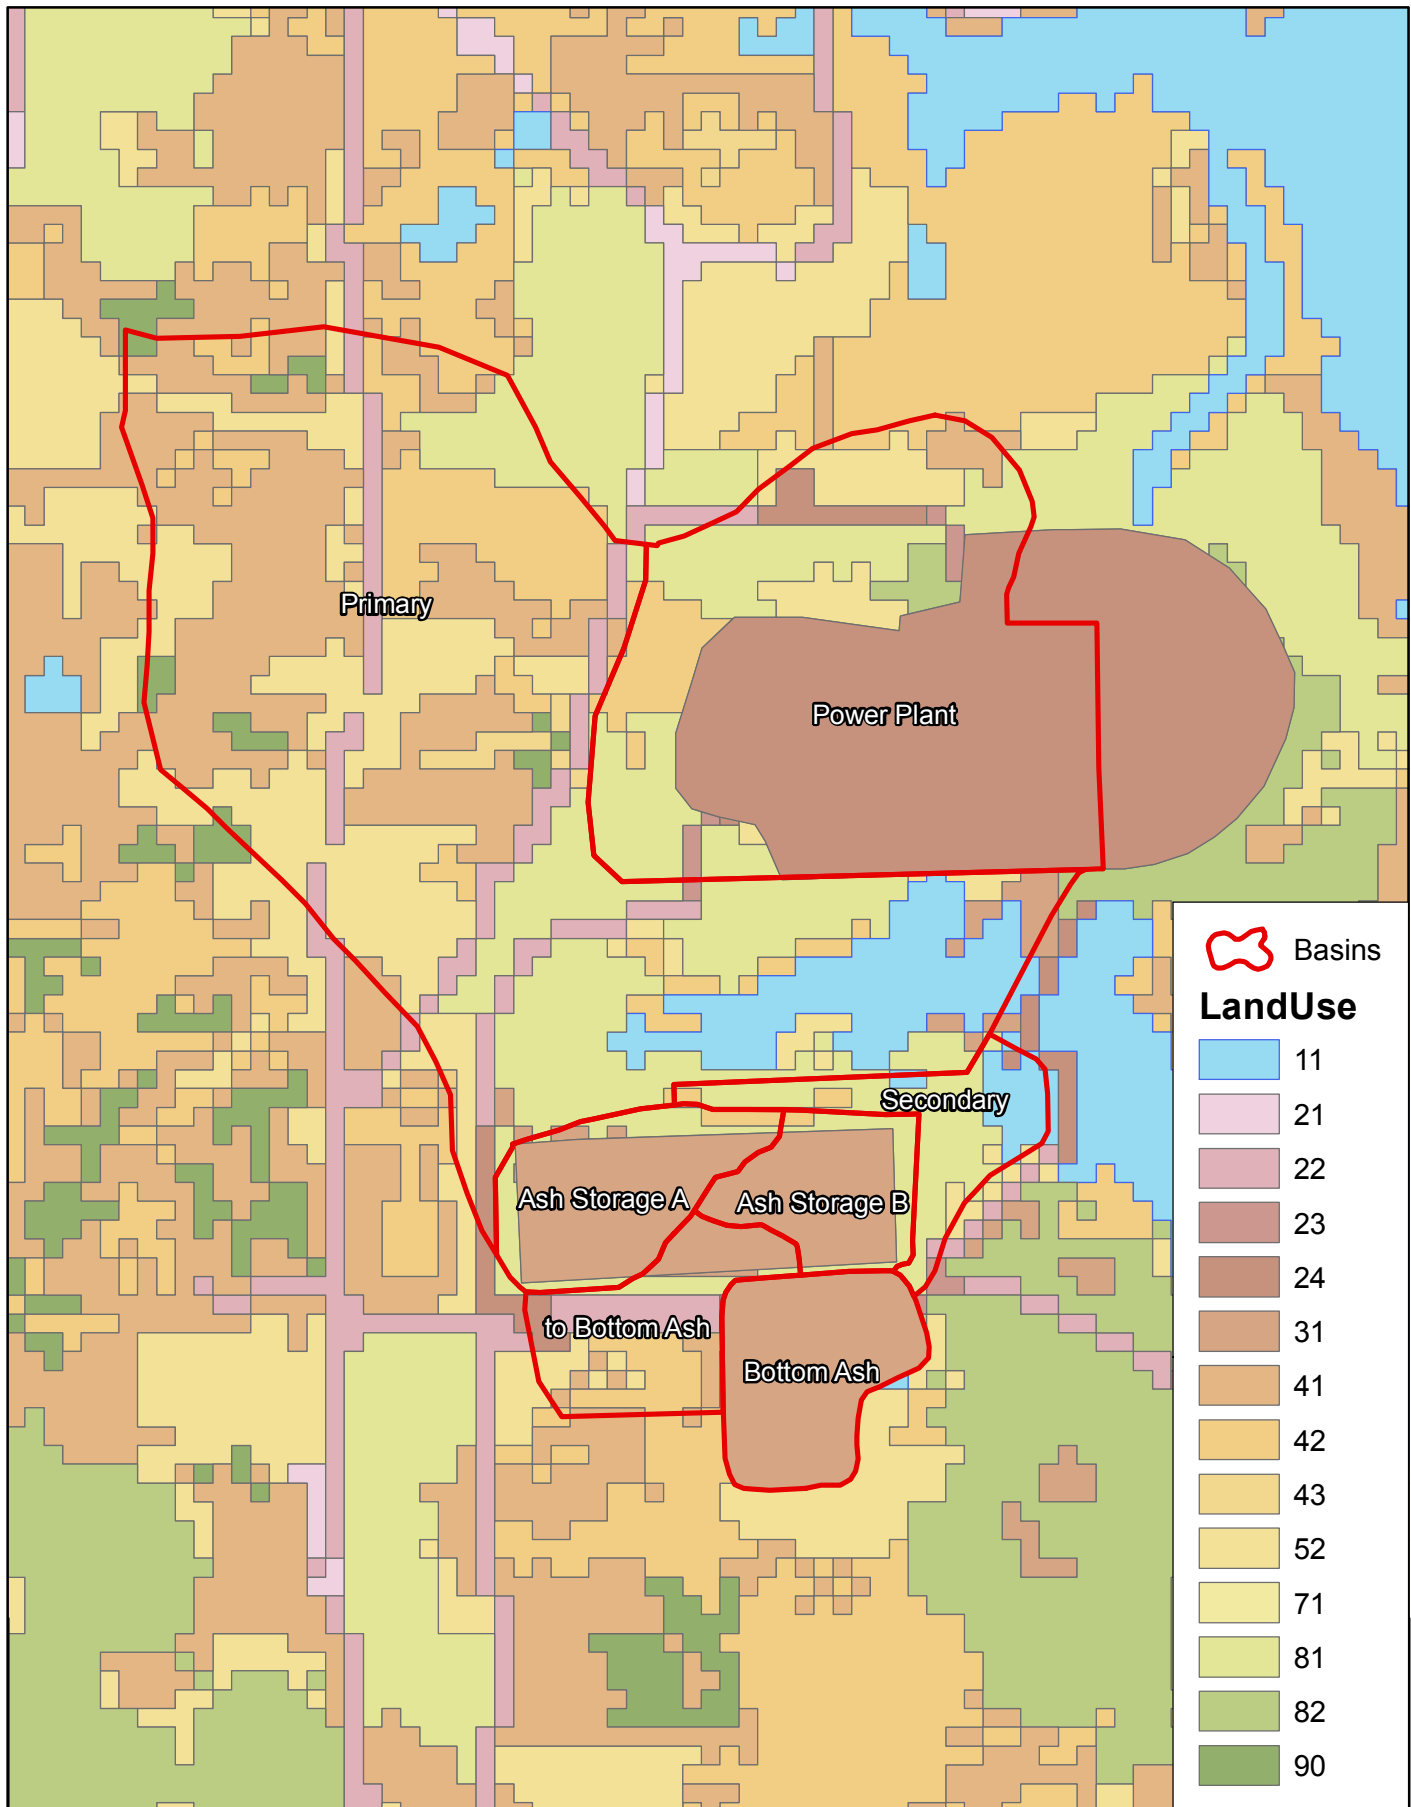 Primary
Power Plant
Secondary
Ash Storage A
Ash Storage B
to Bottom Ash
Bottom Ash
Basins
LandUse
11
21
22
23
24
31
41
42
43
52
71
81
82
90